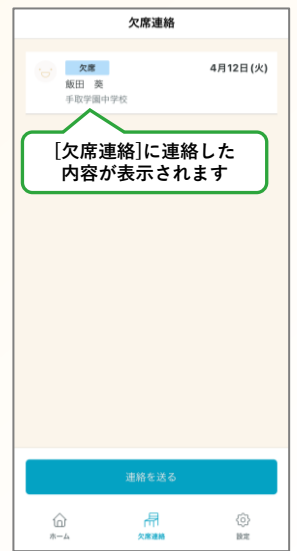 欠席連絡
欠席
4月12日(火)
飯田 葵
手取学園中学校
[欠席連絡]に連絡した
内容が表示されます
連絡を送る
ホーム
欠席連絡
設定